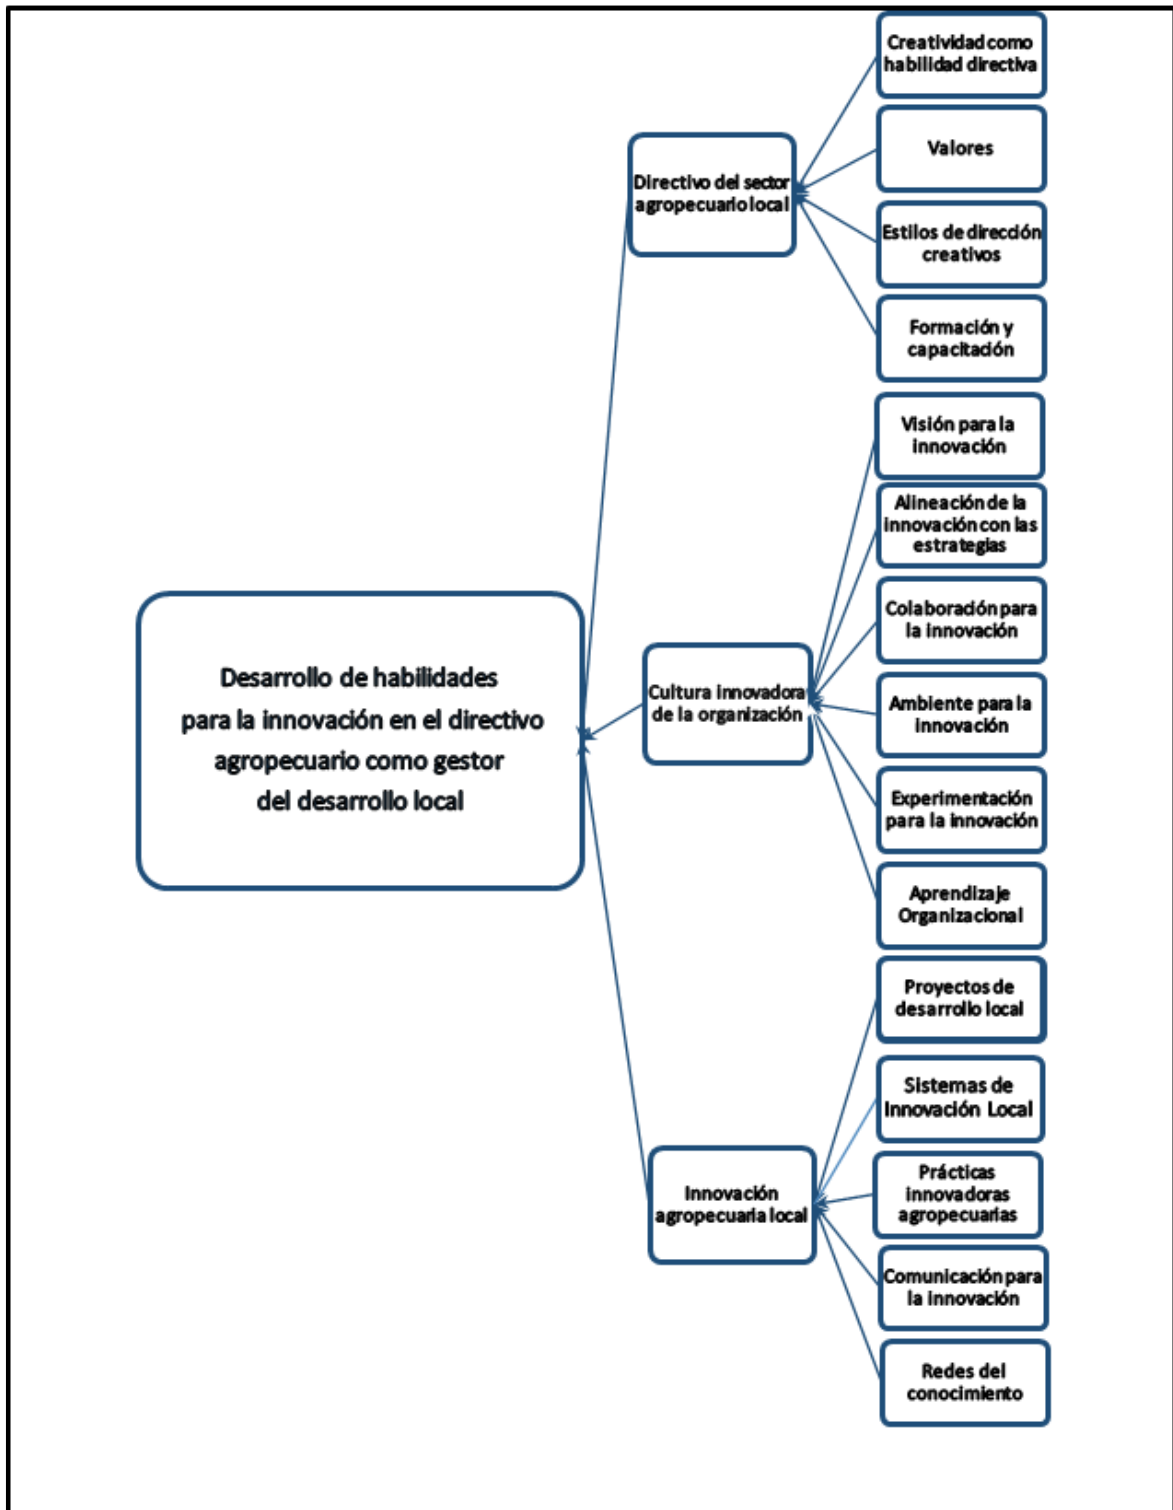 Creatividad como
habilidad directiva
Valores
Directivo del sector
agropecuario local
Estilos de dirección
creativos
Formación y
capacitación
Visión para la
innovación
Alineación de la
innovación con las
estrategias
Colaboración para
la innovación
Desarrollo de habilidades
para la innovación en el directivo
agropecuario como gestor
del desarrollo local
Cultura innovadora
de la organización
Ambiente para la
innovación
Experimentación
para la innovación
Aprendizaje
Organizacional
Proyectos de
desarrollo local
Sistemas de
Innovación Local
Innovación
agropecuaria local
Prácticas
innovadoras
agropecuarias
Comunicación para
la innovación
Redes del
conocimiento